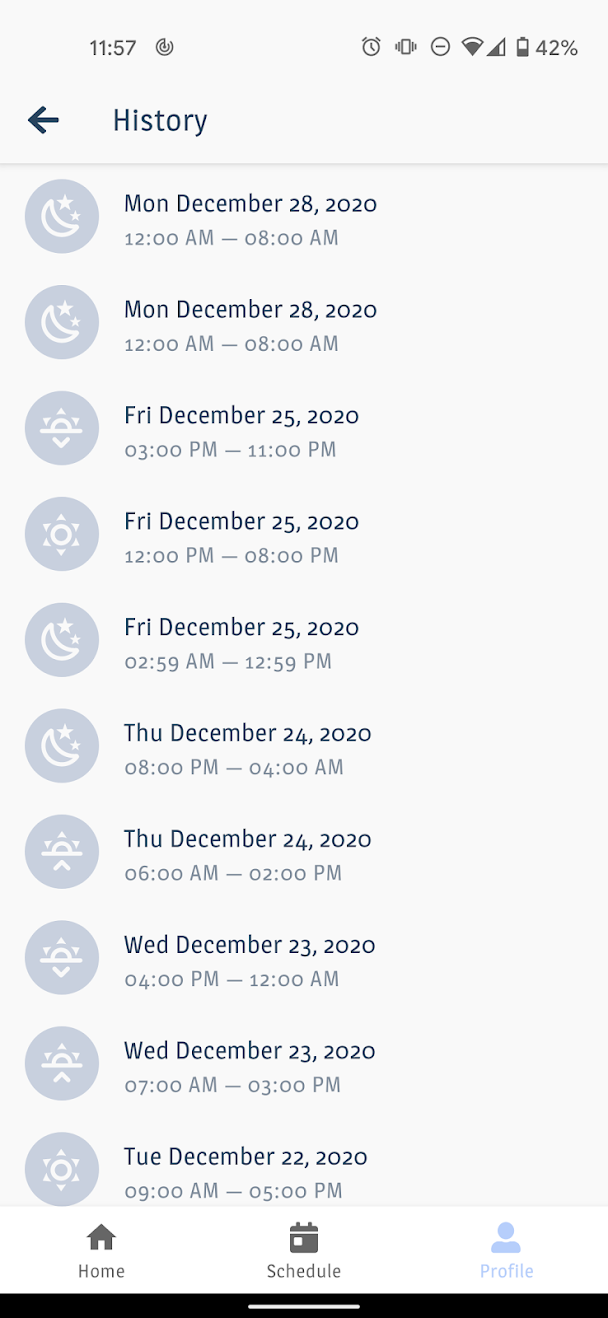 11:57
42%
History
Mon December 28, 2020
12:00 AM — 08:00 AM
Mon December 28, 2020
12:00 AM — 08:00 AM
Fri December 25, 2020
03:00 PM — 11:00 PM
Fri December 25, 2020
12:00 PM — 08:00 PM
Fri December 25, 2020
02:59 AM — 12:59 PM
Thu December 24, 2020
08:00 PM — 04:00 AM
Thu December 24, 2020
06:00 AM — 02:00 PM
Wed December 23, 2020
04:00 PM — 12:00 AM
Wed December 23, 2020
07:00 AM — 03:00 PM
Tue December 22, 2020
09:00 AM — 05:00 PM
Home
Schedule
Profile